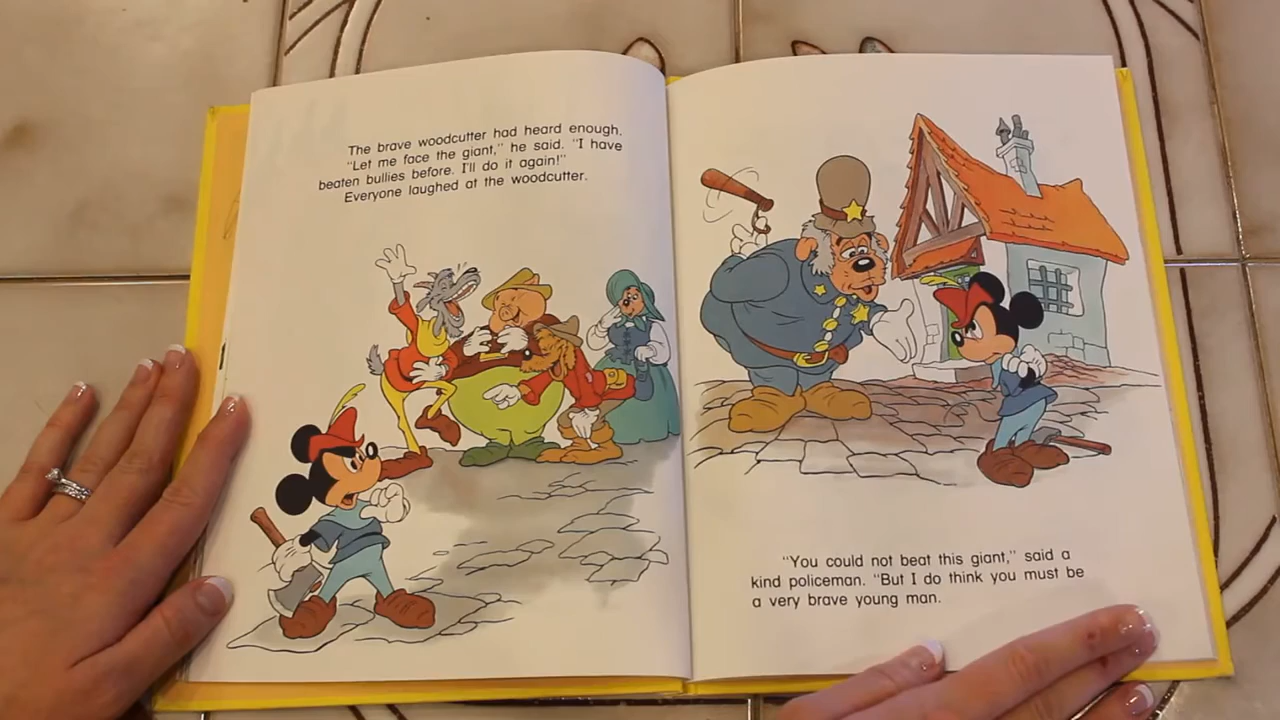 The brave woodcutter had heard enough.
"Let me face the giant," he said. "I have
beaten bullies before. I'll do it again!"
Everyone laughed at the woodcutter.
"You could not beat this giant," said a
kind policeman. "But I do think you must be
a very brave young man.